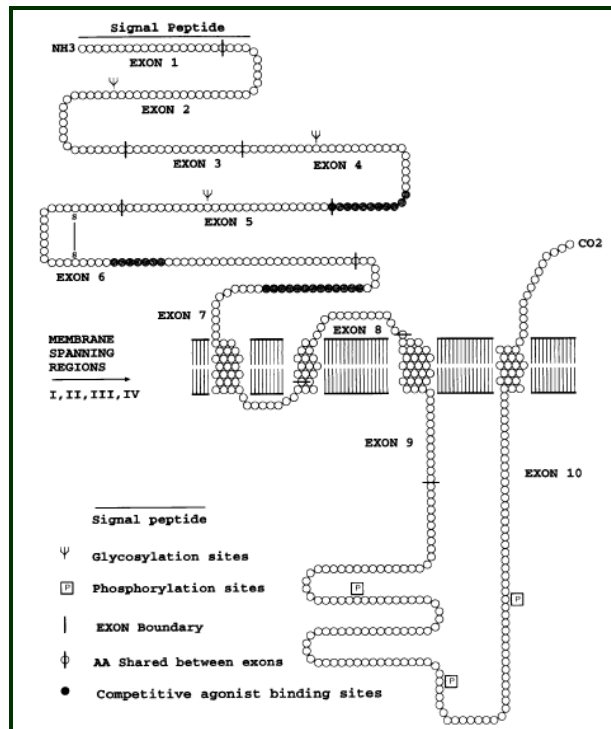 Signal Peptide
NH3
EXON 1
EXON 2
EXON 3
EXON 4
EXON 5
S
S
EXON 6
CO2
EXON 7
EXON 8
MEMBRANE
SPANNING
REGIONS
I,II,III,IV
EXON 9
EXON 10
Signal peptide
Glycosylation sites
P
P Phosphorylation sites
P
EXON Boundary
AA Shared between exons
P
Competitive agonist binding sites